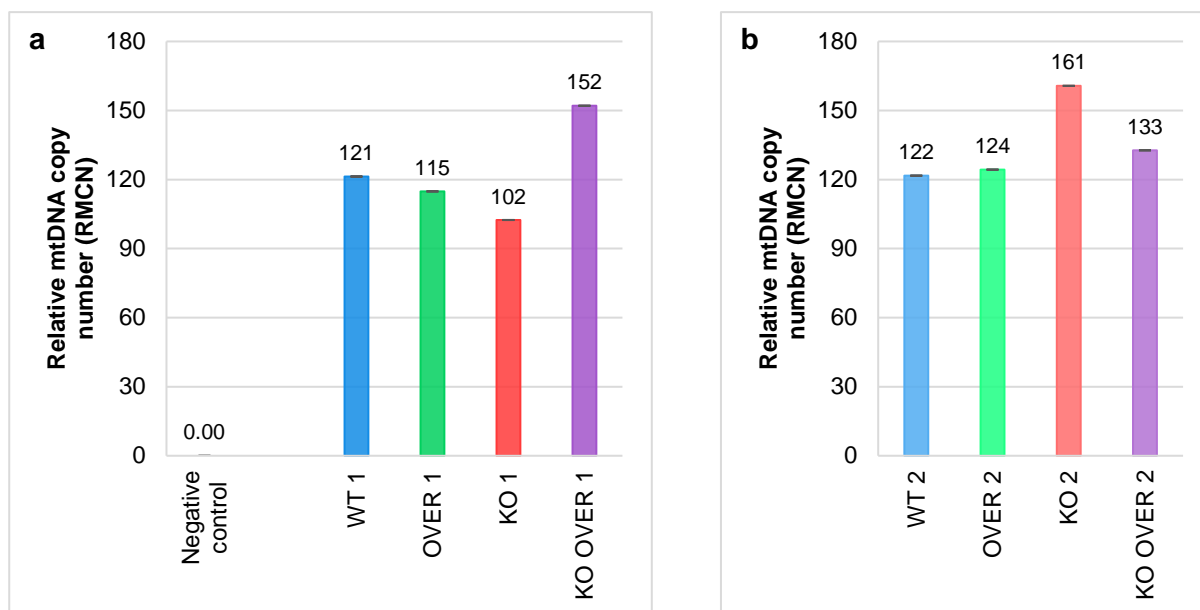 a
Relative mtDNA copy
number (RMCN)
180
150
120
90
60
30
0
0.00
121
115
102
152
Negative
control
WT 1
OVER 1
KO 1
KO OVER 1
b
Relative mtDNA copy
number (RMCN)
180
150
120
90
60
30
0
122
124
161
133
WT 2
OVER 2
KO 2
KO OVER 2